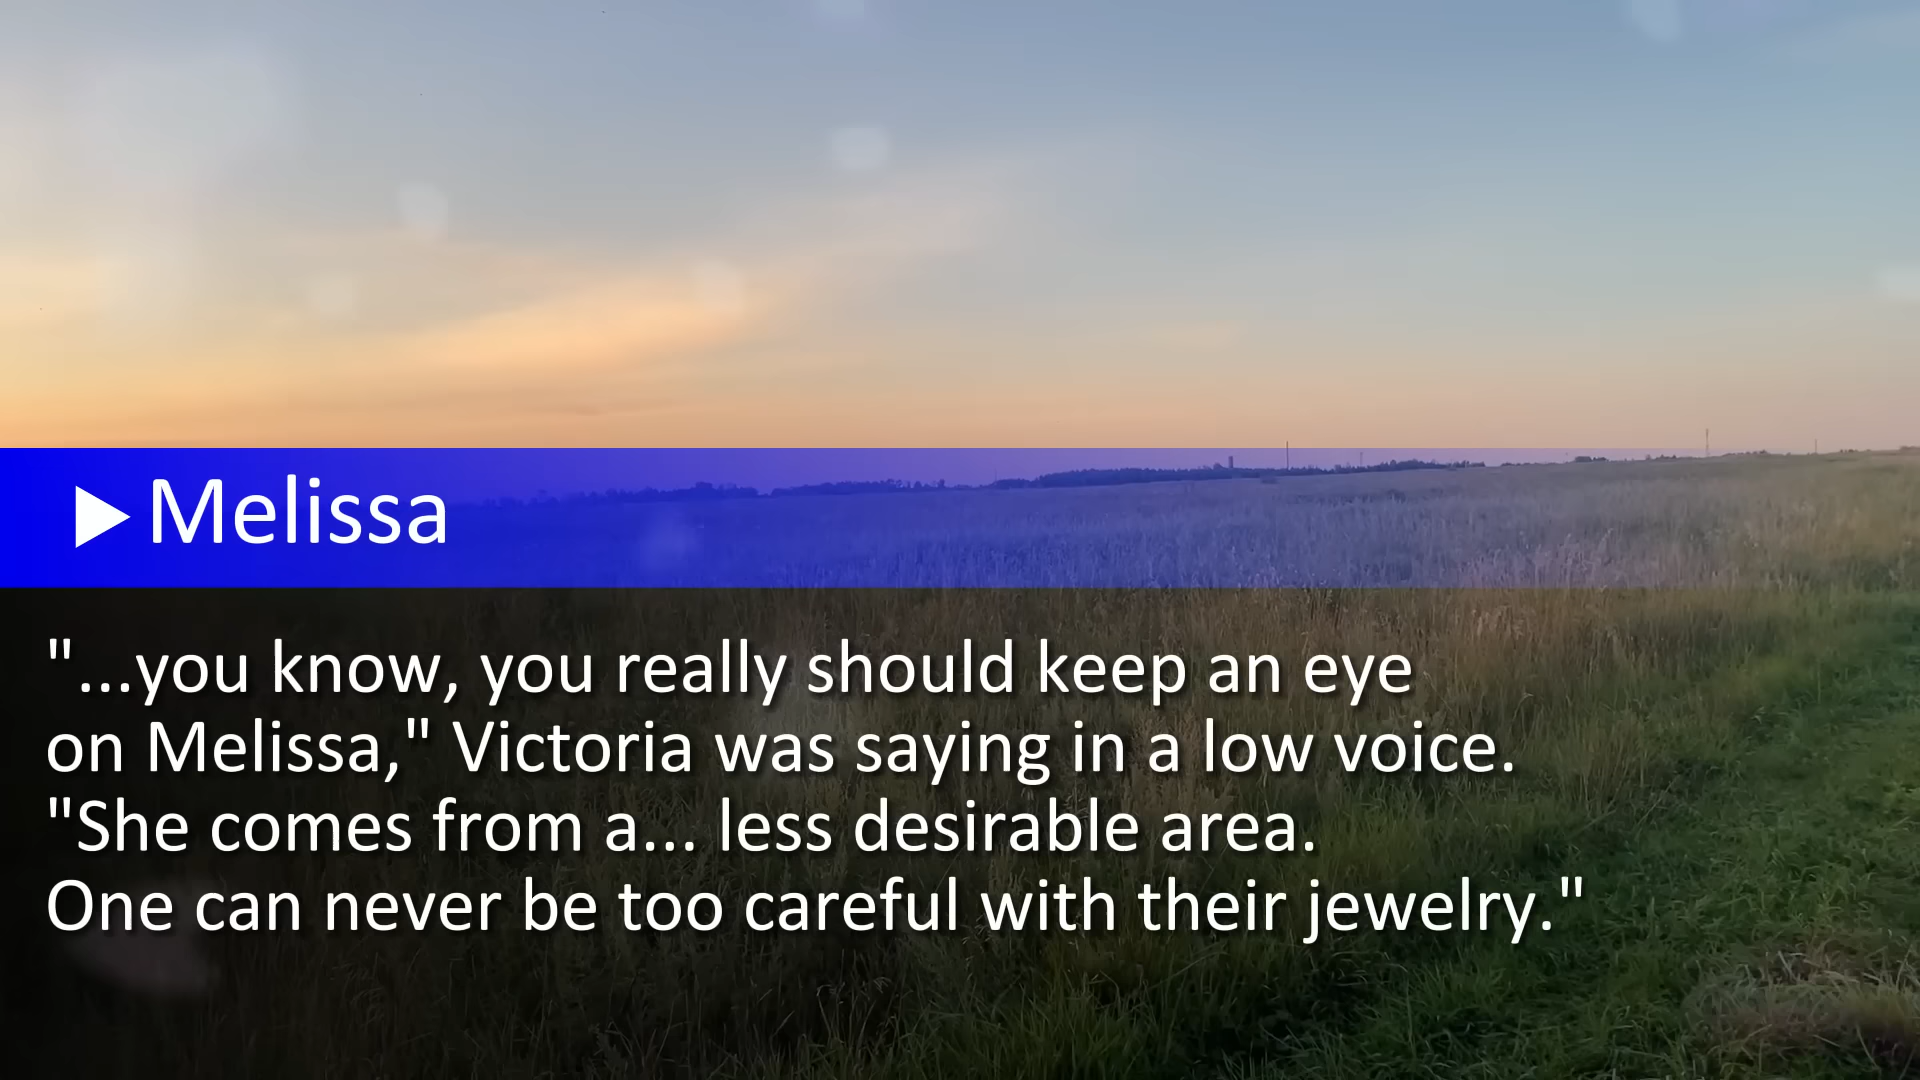 Melissa
"...you know, you really should keep an eye
on Melissa," Victoria was saying in a low voice.
"She comes from a... less desirable area.
One can never be too careful with their jewelry."